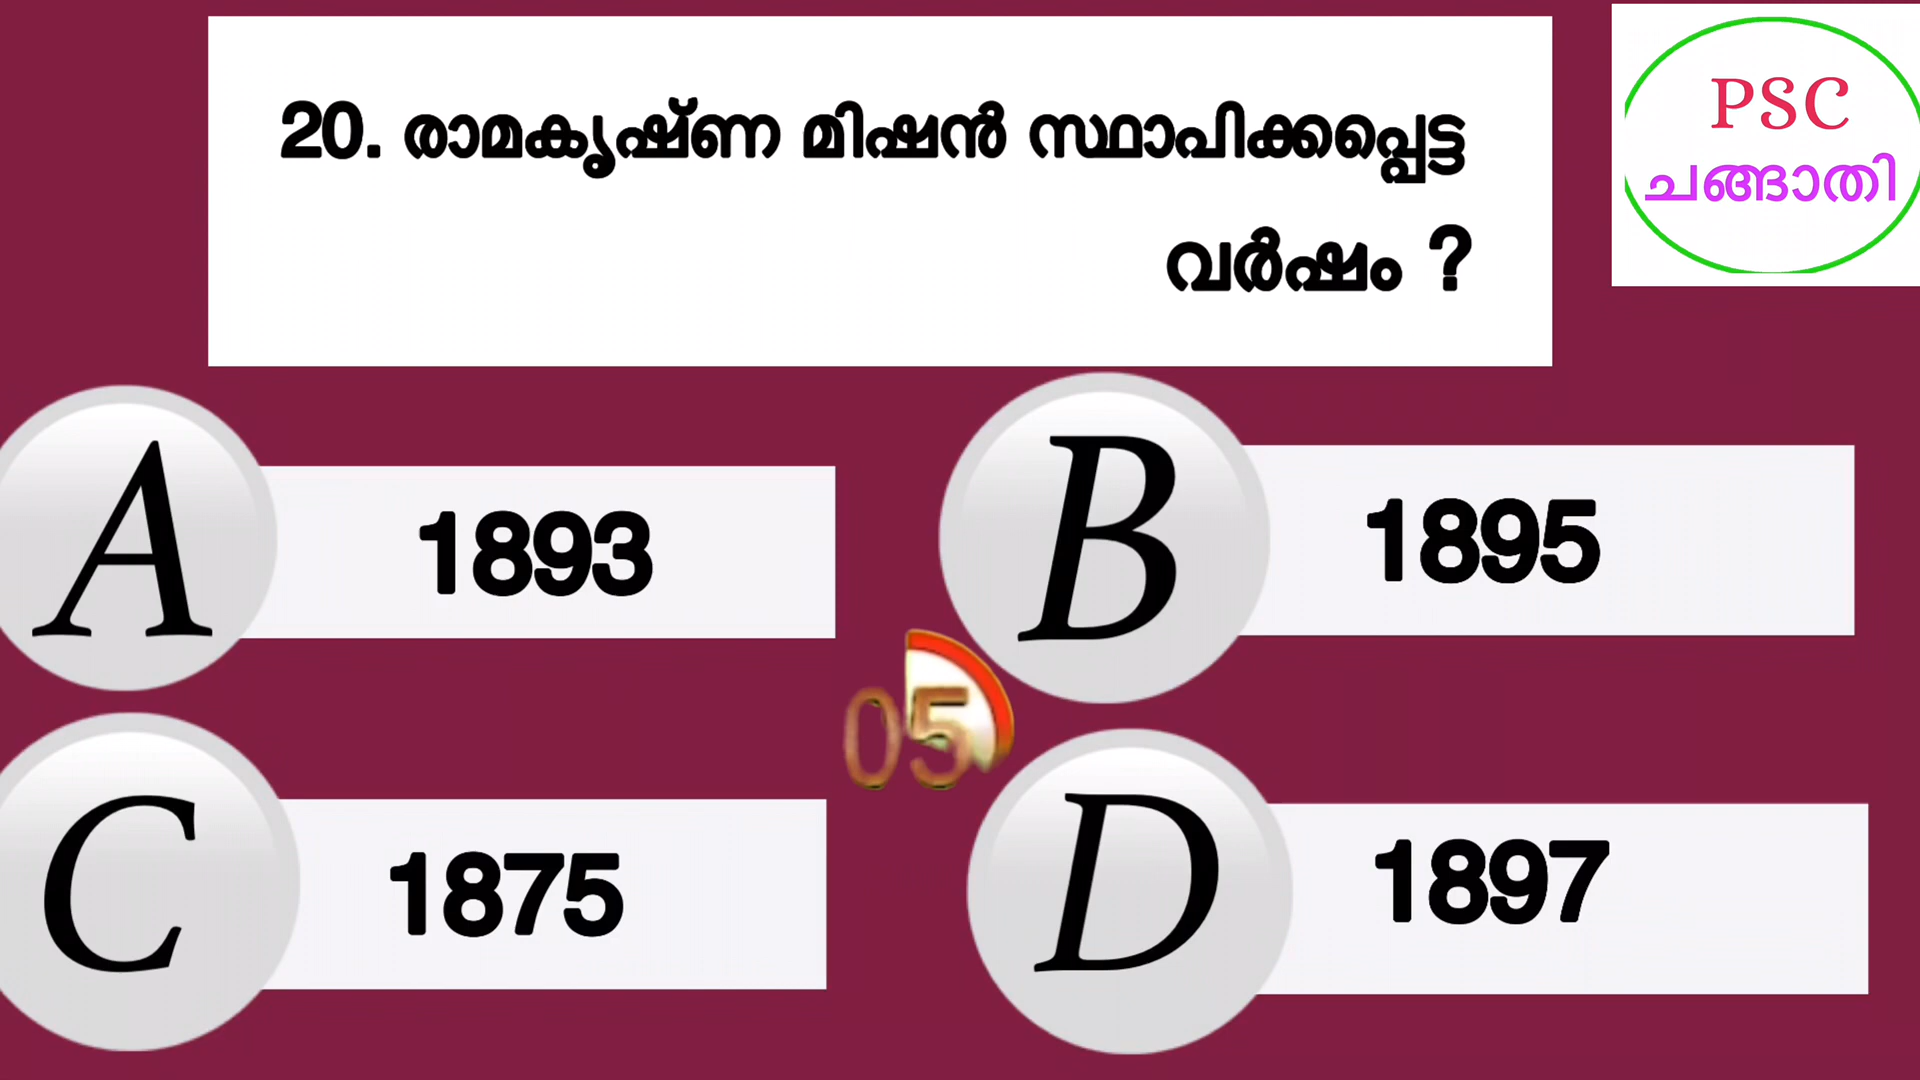 20. രാമകൃഷ്ണ മിഷൻ സ്ഥാപിക്കപ്പെട്ട
വർഷം ?
PSC
ചങ്ങാതി
A 1893
B 1895
05
C 1875
D 1897